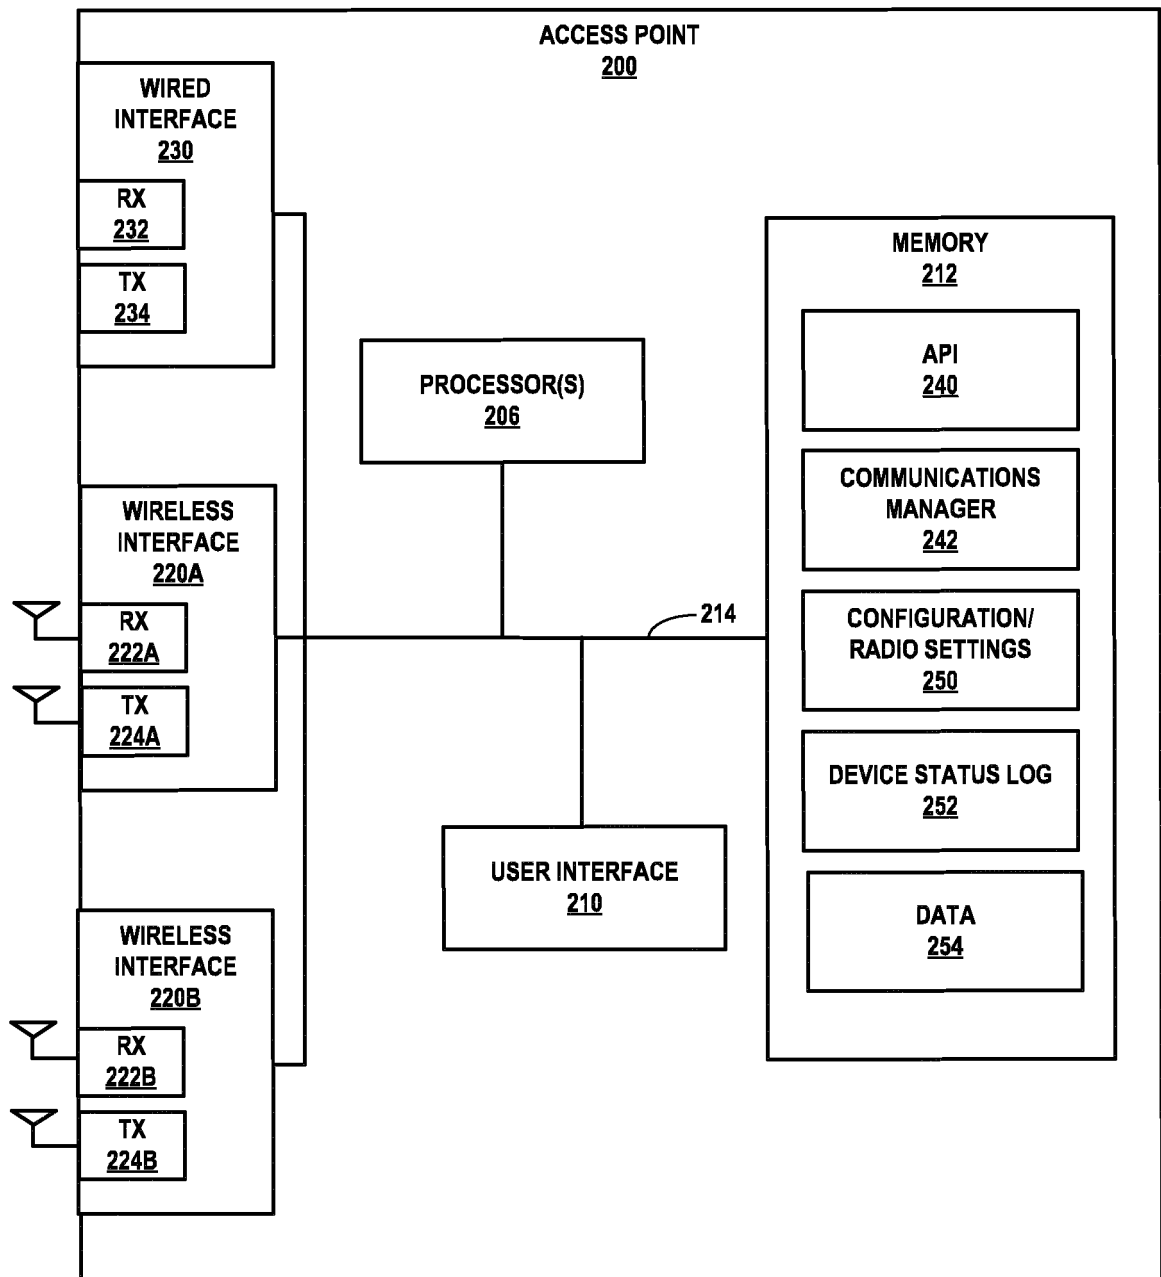 ACCESS POINT
200
WIRED
INTERFACE
230
RX
232
TX
234
PROCESSOR(S)
206
WIRELESS
INTERFACE
220A
RX
222A
TX
224A
214
USER INTERFACE
210
WIRELESS
INTERFACE
220B
RX
222B
TX
224B
MEMORY
212
API
240
COMMUNICATIONS
MANAGER
242
CONFIGURATION/
RADIO SETTINGS
250
DEVICE STATUS LOG
252
DATA
254